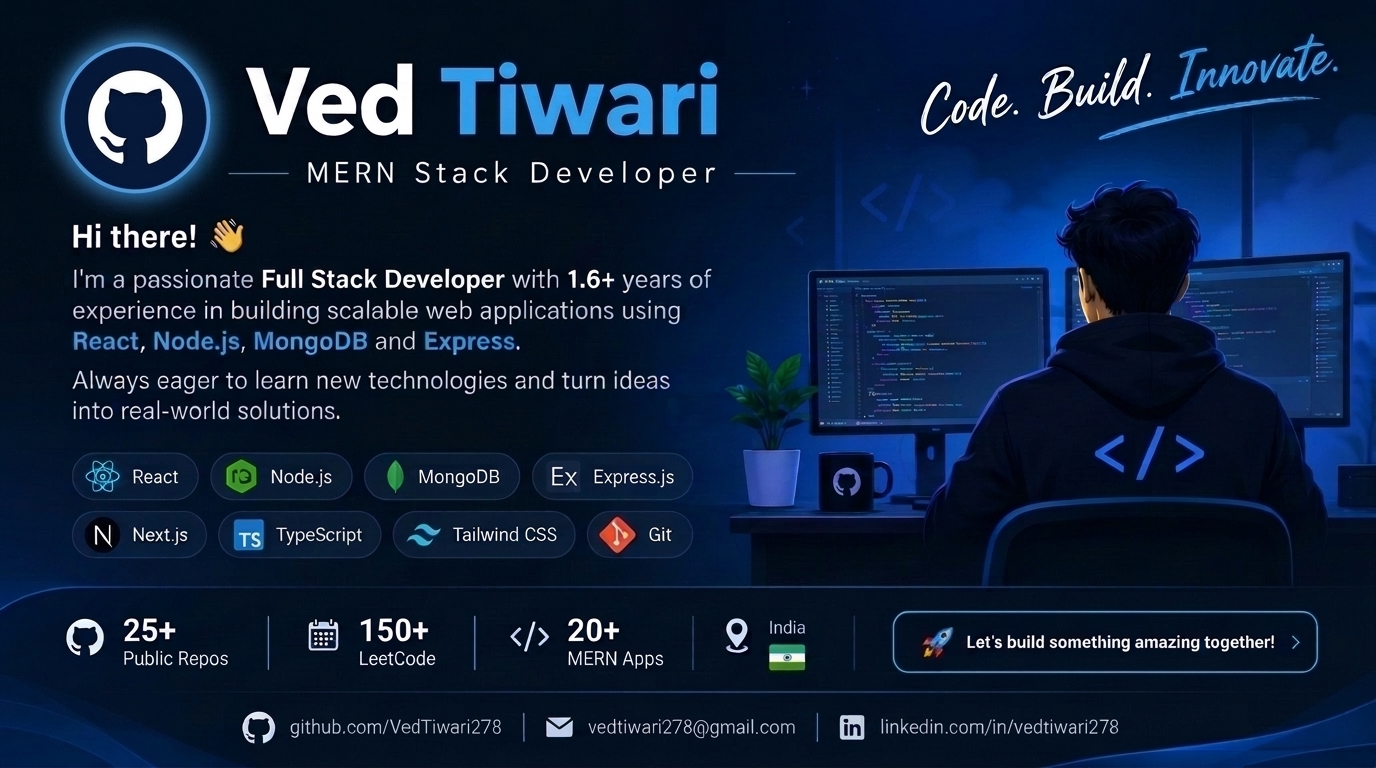 Ved Tiwari
MERN Stack Developer
Code. Build. Innovate.
Hi there! 👋
I'm a passionate Full Stack Developer with 1.6+ years of
experience in building scalable web applications using
React, Node.js, MongoDB and Express.
Always eager to learn new technologies and turn ideas
into real-world solutions.
React
Node.js
MongoDB
Ex Express.js
N Next.js
TS TypeScript
Tailwind CSS
Git
</>
25+
Public Repos
150+
LeetCode
</> 20+
MERN Apps
India
Let's build something amazing together!
github.com/VedTiwari278
vedtiwari278@gmail.com
in linkedin.com/in/vedtiwari278